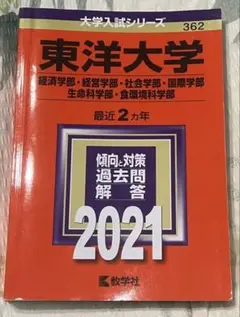 大学入試シリーズ
362
東洋大学
経済学部・経営学部・社会学部・国際学部
生命科学部・食環境科学部
最近2カ年
傾向と対策
過去問
解答
2021
教学社